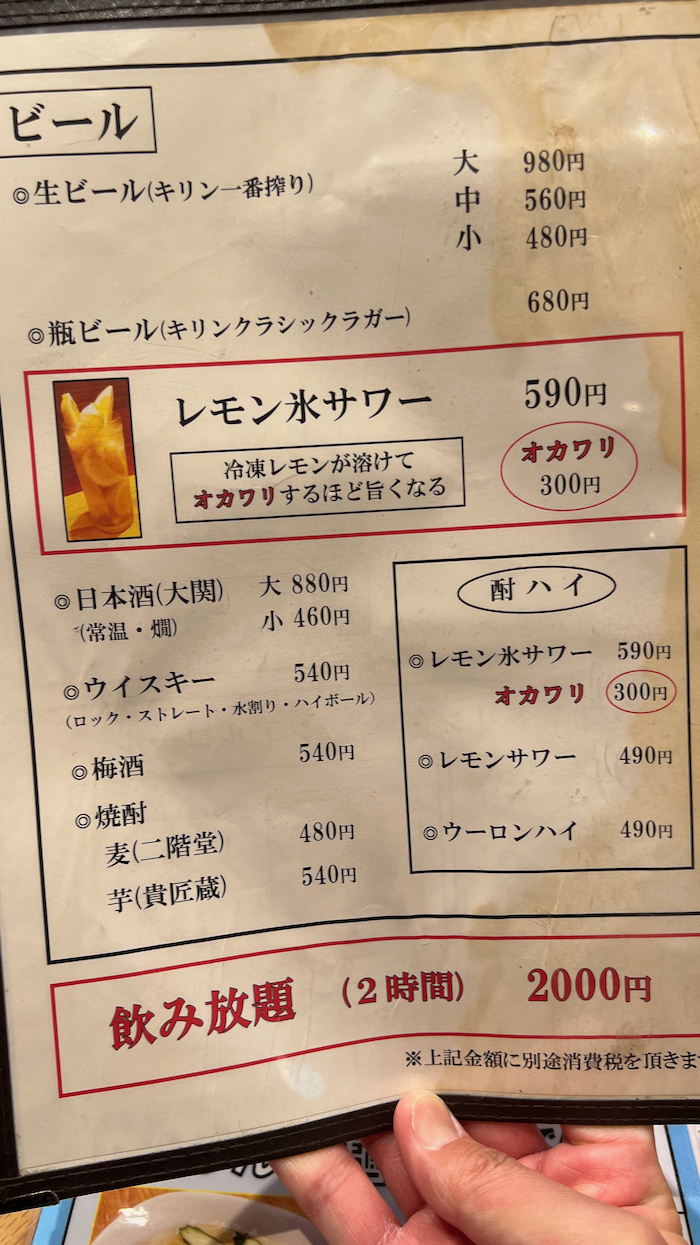 ビール
◎生ビール(キリン一番搾り) 大 980円
中 560円
小 480円
◎瓶ビール(キリンクラシックラガー) 680円
レモン氷サワー 590円
冷凍レモンが溶けて
オカワリするほど旨くなる
オカワリ
300円
◎日本酒(大関) 大 880円
(常温・燗) 小 460円
◎ウイスキー 540円
(ロック・ストレート・水割り・ハイボール)
◎梅酒 540円
◎焼酎
麦(二階堂) 480円
芋(貴匠蔵) 540円
酎ハイ
◎レモン氷サワー 590円
オカワリ 300円
◎レモンサワー 490円
◎ウーロンハイ 490円
飲み放題 (2時間) 2000円
※上記金額に別途消費税を頂きま